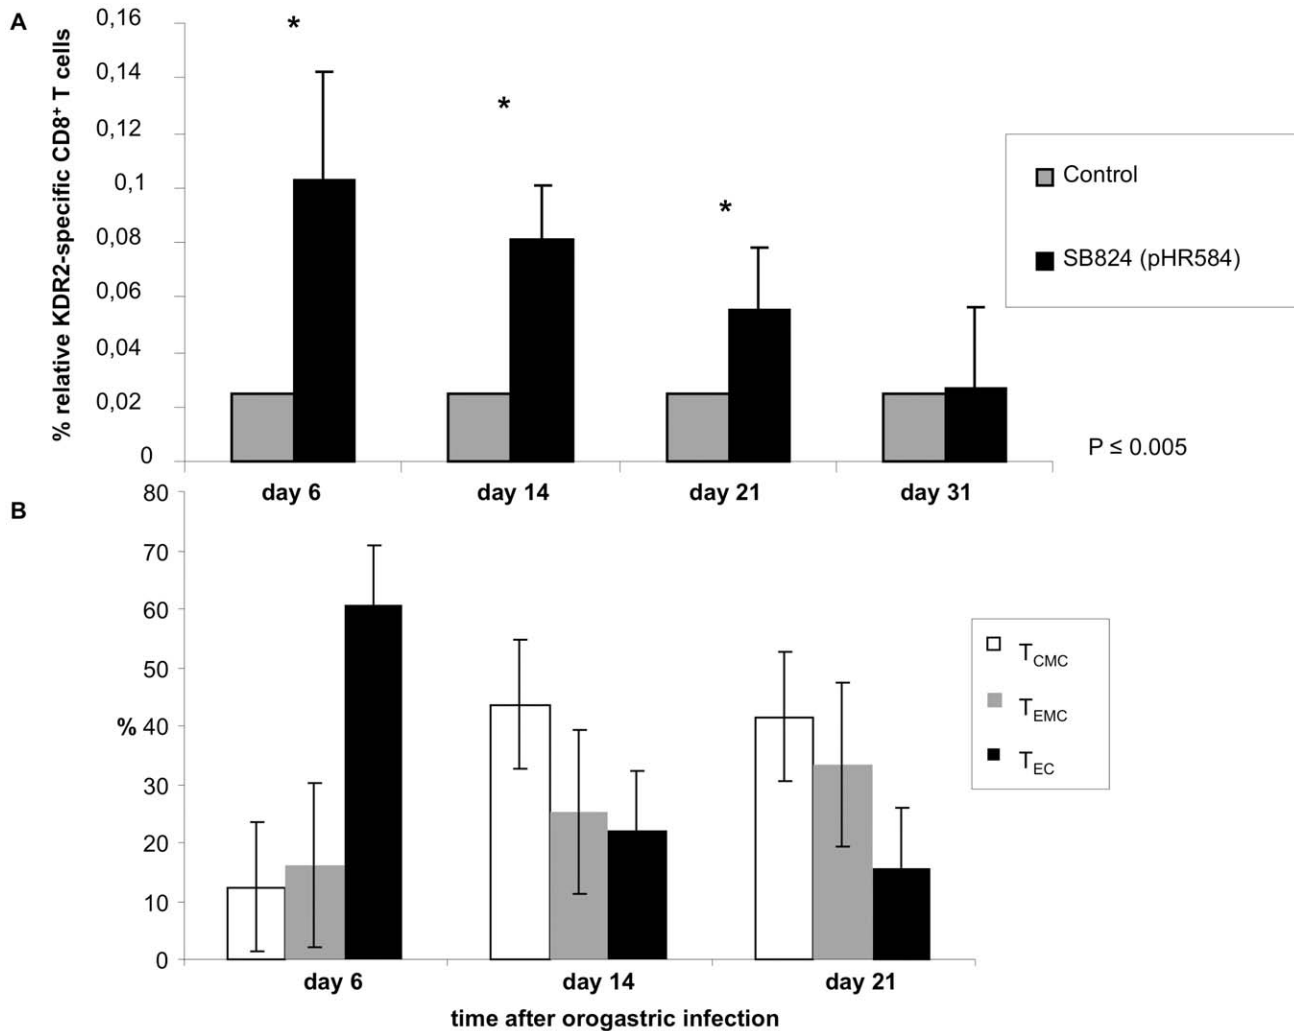 A
% relative KDR2-specific CD8⁺ T cells
0,16
0,14
0,12
0,1
0,08
0,06
0,04
0,02
0
*
*
*
Control
SB824 (pHR584)
P ≤ 0.005
day 6
day 14
day 21
day 31
B
%
80
70
60
50
40
30
20
10
0
T_CMC
T_EMC
T_EC
day 6
day 14
day 21
time after orogastric infection